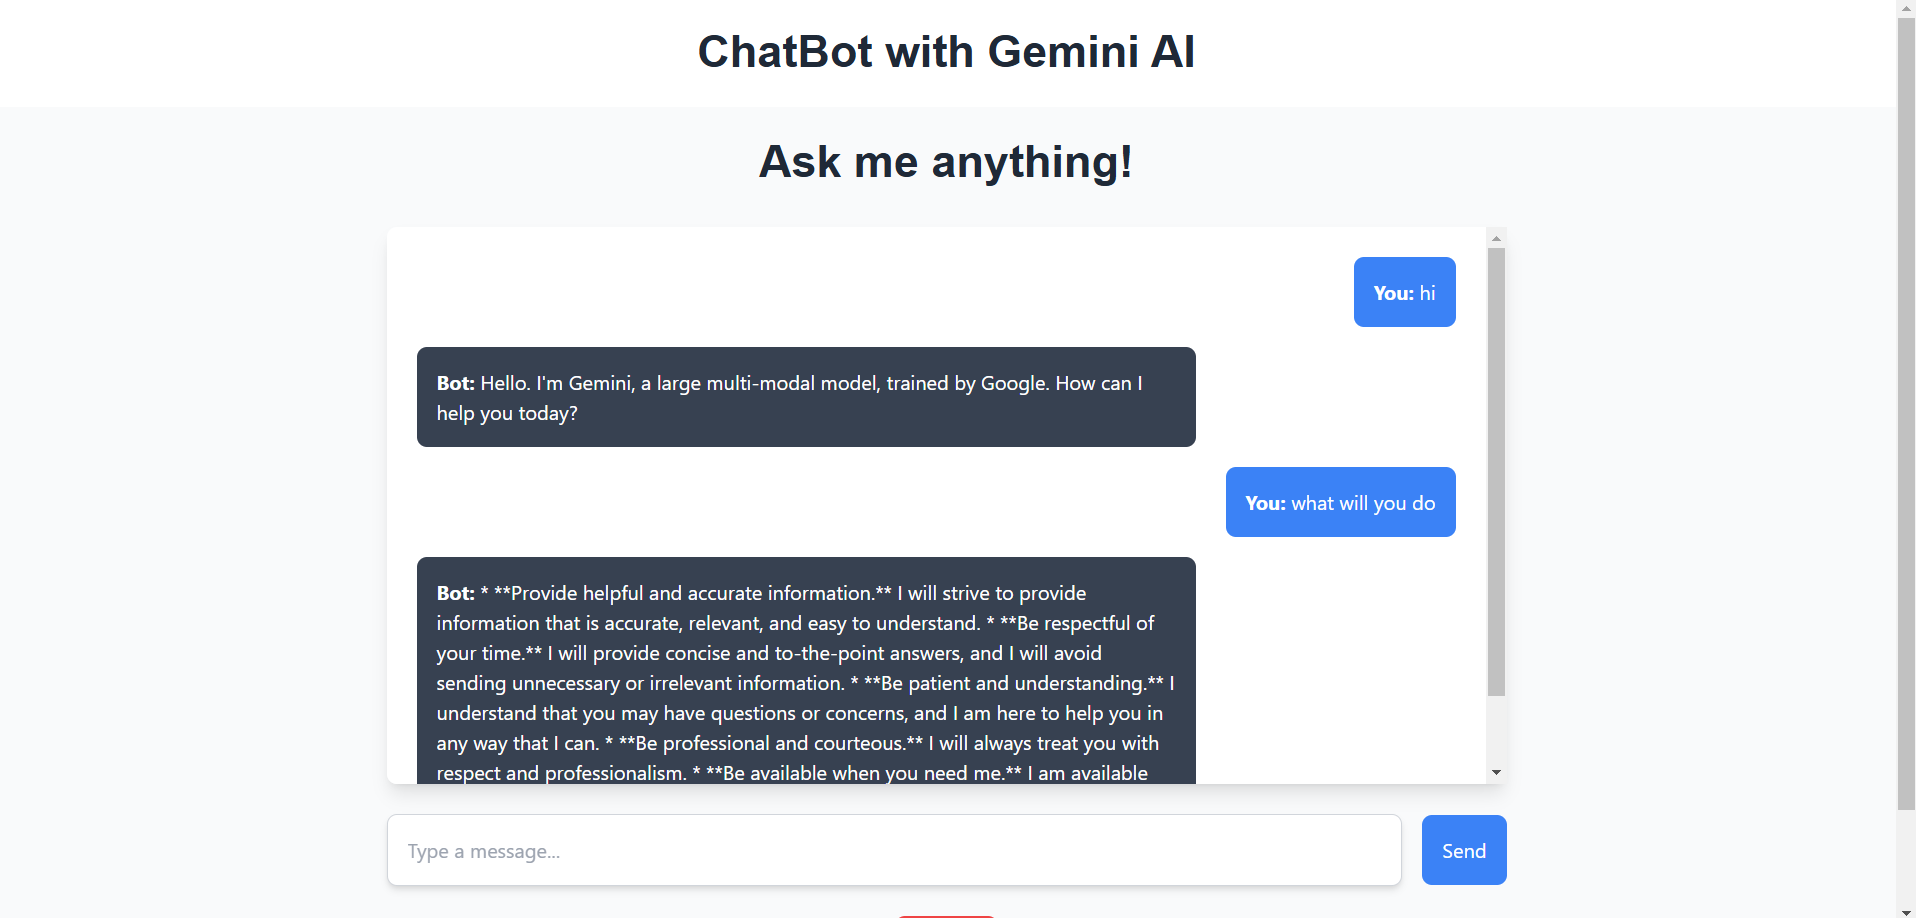 ChatBot with Gemini AI
Ask me anything!
You: hi
Bot: Hello. I'm Gemini, a large multi-modal model, trained by Google. How can I
help you today?
You: what will you do
Bot: * **Provide helpful and accurate information.** I will strive to provide
information that is accurate, relevant, and easy to understand. * **Be respectful of
your time.** I will provide concise and to-the-point answers, and I will avoid
sending unnecessary or irrelevant information. * **Be patient and understanding.** I
understand that you may have questions or concerns, and I am here to help you in
any way that I can. * **Be professional and courteous.** I will always treat you with
respect and professionalism. * **Be available when you need me.** I am available
Type a message...
Send